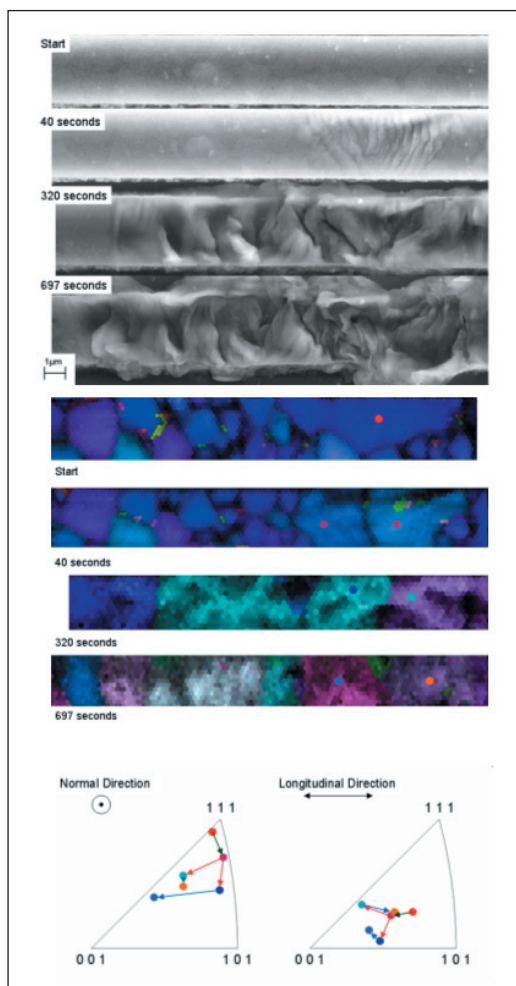 Start
40 seconds
320 seconds
697 seconds
1μm
Start
40 seconds
320 seconds
697 seconds
Normal Direction
Longitudinal Direction
1 1 1
1 1 1
0 0 1
1 0 1
0 0 1
1 0 1